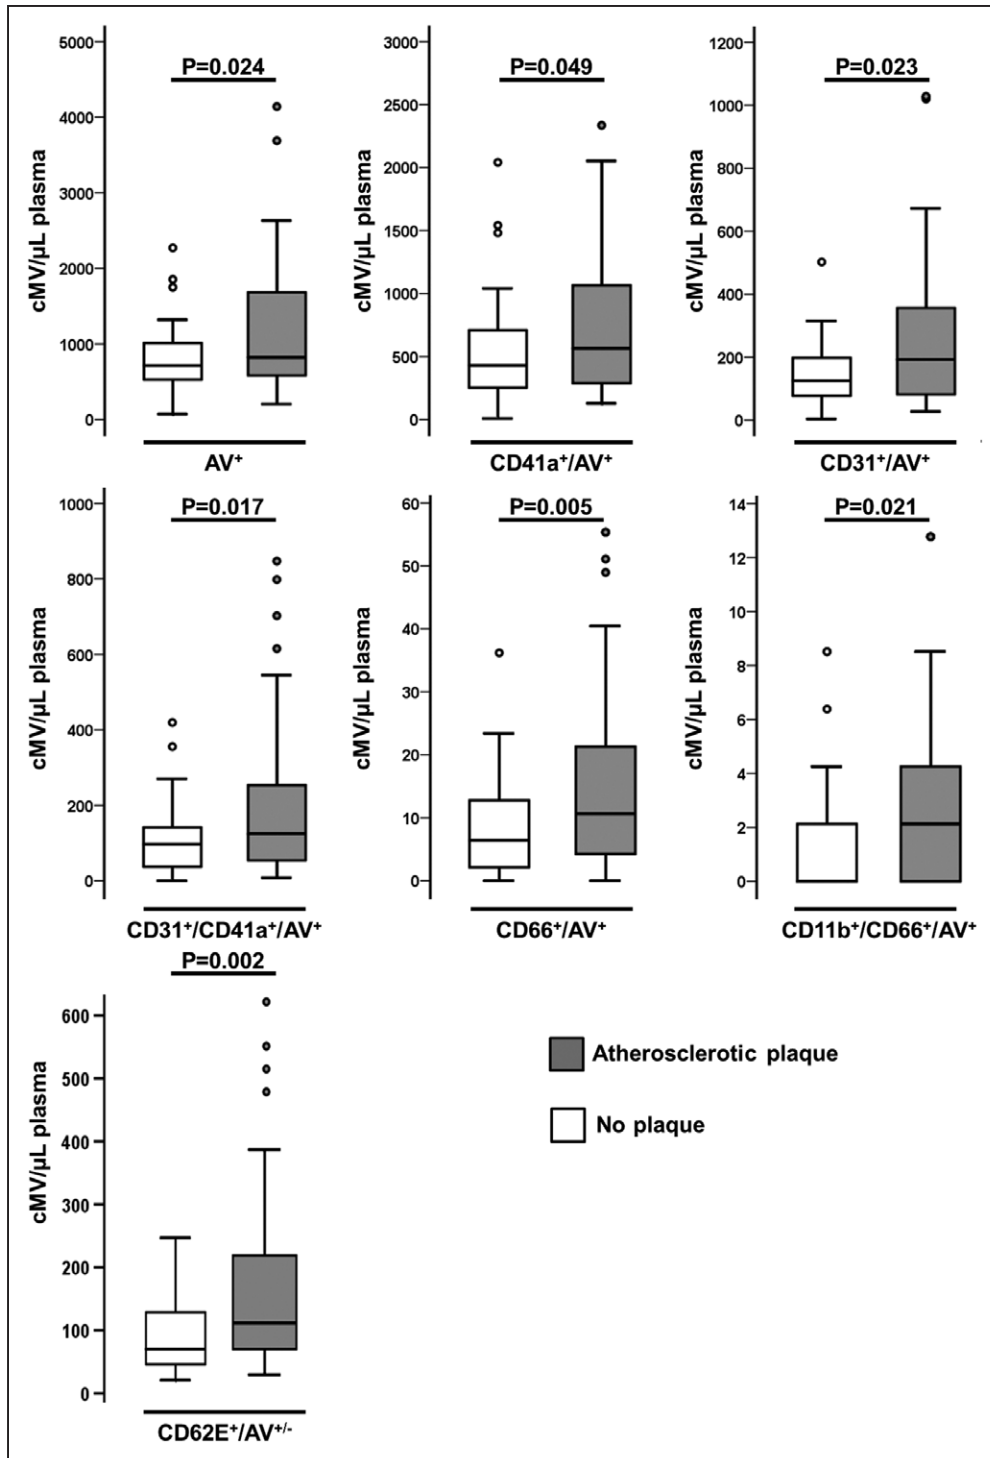 P=0.024
5000
4000
3000
2000
1000
0
cMV/µL plasma
AV+
P=0.049
3000
2500
2000
1500
1000
500
0
cMV/µL plasma
CD41a+/AV+
P=0.023
1200
1000
800
600
400
200
0
cMV/µL plasma
CD31+/AV+
P=0.017
1000
800
600
400
200
0
cMV/µL plasma
CD31+/CD41a+/AV+
P=0.005
60
50
40
30
20
10
0
cMV/µL plasma
CD66+/AV+
P=0.021
14
12
10
8
6
4
2
0
cMV/µL plasma
CD11b+/CD66+/AV+
P=0.002
600
500
400
300
200
100
0
cMV/µL plasma
CD62E+/AV+/-
Atherosclerotic plaque
No plaque